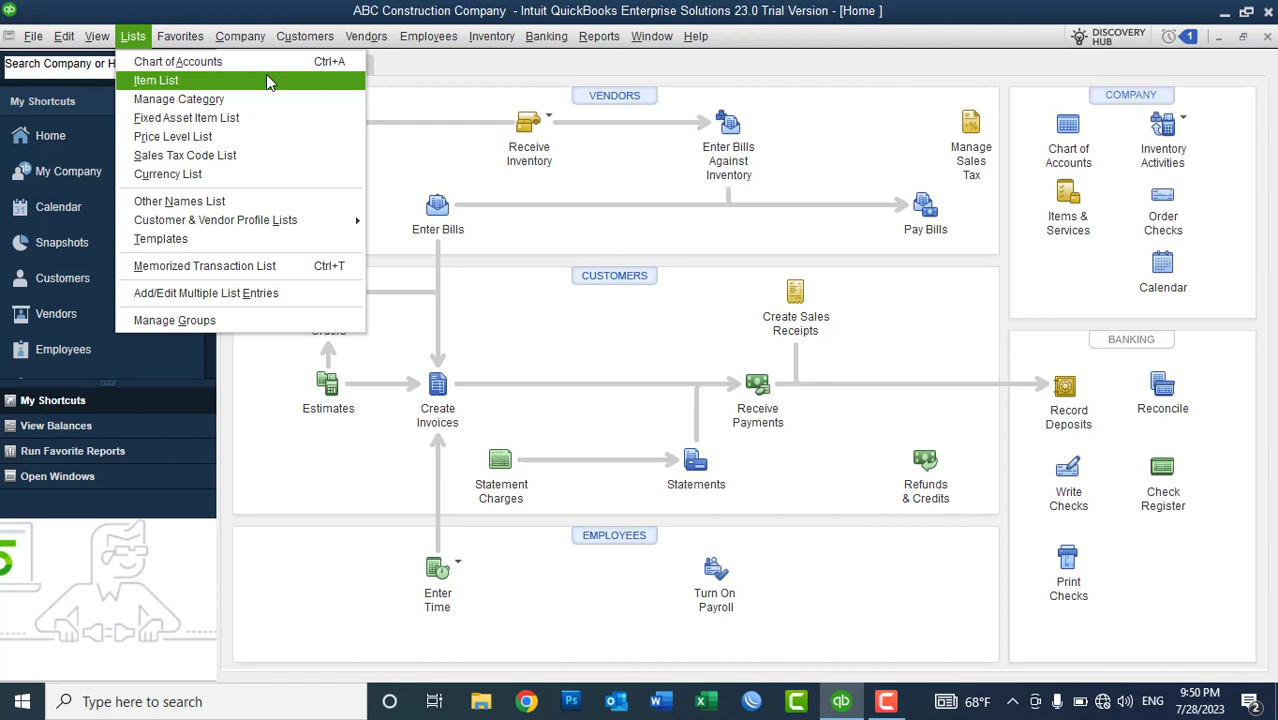 ABC Construction Company - Intuit QuickBooks Enterprise Solutions 23.0 Trial Version - [Home ]
File Edit View Lists Favorites Company Customers Vendors Employees Inventory Banking Reports Window Help
DISCOVERY
HUB
1
Search Company or H
My Shortcuts
Home
My Company
Calendar
Snapshots
Customers
Vendors
Employees
My Shortcuts
View Balances
Run Favorite Reports
Open Windows
Chart of Accounts Ctrl+A
Item List
Manage Category
Fixed Asset Item List
Price Level List
Sales Tax Code List
Currency List
Other Names List
Customer & Vendor Profile Lists
Templates
Memorized Transaction List Ctrl+T
Add/Edit Multiple List Entries
Manage Groups
VENDORS
Receive
Inventory
Enter Bills
Against
Inventory
Manage
Sales
Tax
Enter Bills
Pay Bills
CUSTOMERS
Create Sales
Receipts
Orders
Estimates
Create
Invoices
Receive
Payments
Statement
Charges
Statements
Refunds
& Credits
EMPLOYEES
Enter
Time
Turn On
Payroll
COMPANY
Chart of
Accounts
Inventory
Activities
Items &
Services
Order
Checks
Calendar
BANKING
Record
Deposits
Reconcile
Write
Checks
Check
Register
Print
Checks
Type here to search
68°F
ENG
9:50 PM
7/28/2023
2